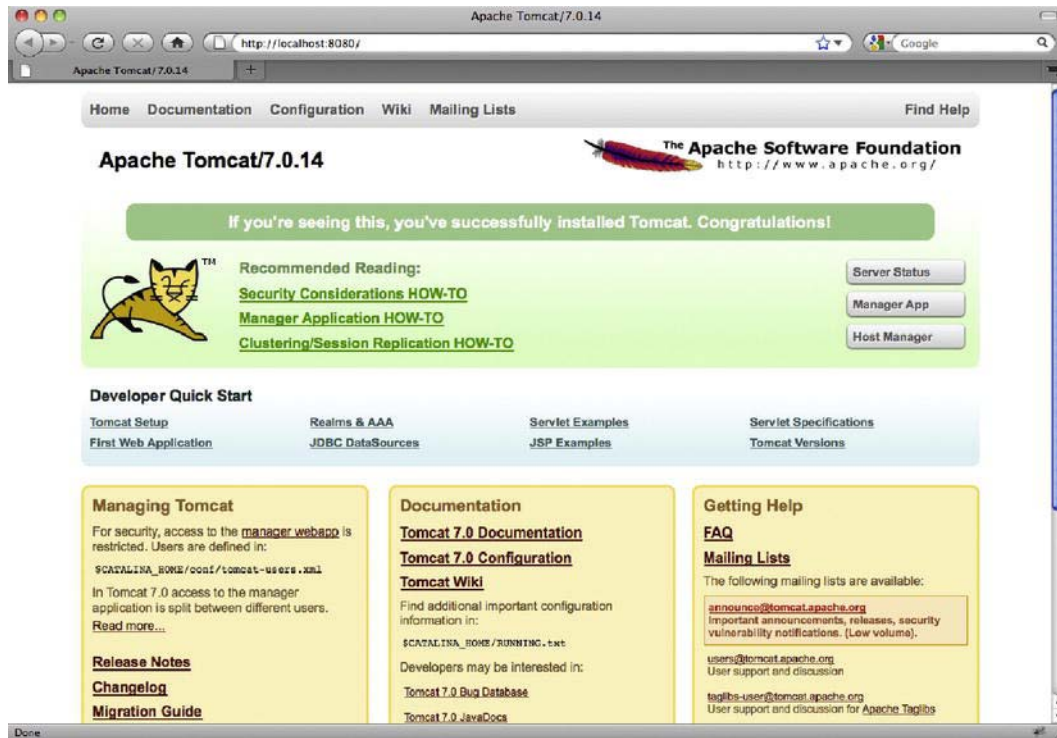 Apache Tomcat/7.0.14
http://localhost:8080/
Google
Apache Tomcat/7.0.14
Home Documentation Configuration Wiki Mailing Lists Find Help
Apache Tomcat/7.0.14
The Apache Software Foundation
http://www.apache.org/
If you're seeing this, you've successfully installed Tomcat. Congratulations!
TM
Recommended Reading:
Security Considerations HOW-TO
Manager Application HOW-TO
Clustering/Session Replication HOW-TO
Server Status
Manager App
Host Manager
Developer Quick Start
Tomcat Setup Realms & AAA Servlet Examples Servlet Specifications
First Web Application JDBC DataSources JSP Examples Tomcat Versions
Managing Tomcat
For security, access to the manager webapp is
restricted. Users are defined in:
$CATALINA_HOME/conf/tomcat-users.xml
In Tomcat 7.0 access to the manager
application is split between different users.
Read more...
Release Notes
Changelog
Migration Guide
Documentation
Tomcat 7.0 Documentation
Tomcat 7.0 Configuration
Tomcat Wiki
Find additional important configuration
information in:
$CATALINA_HOME/RUNNING.txt
Developers may be interested in:
Tomcat 7.0 Bug Database
Tomcat 7.0 JavaDocs
Getting Help
FAQ
Mailing Lists
The following mailing lists are available:
announce@tomcat.apache.org
Important announcements, releases, security
vulnerability notifications. (Low volume).
users@tomcat.apache.org
User support and discussion
taglibs-user@tomcat.apache.org
User support and discussion for Apache Taglibs
Done